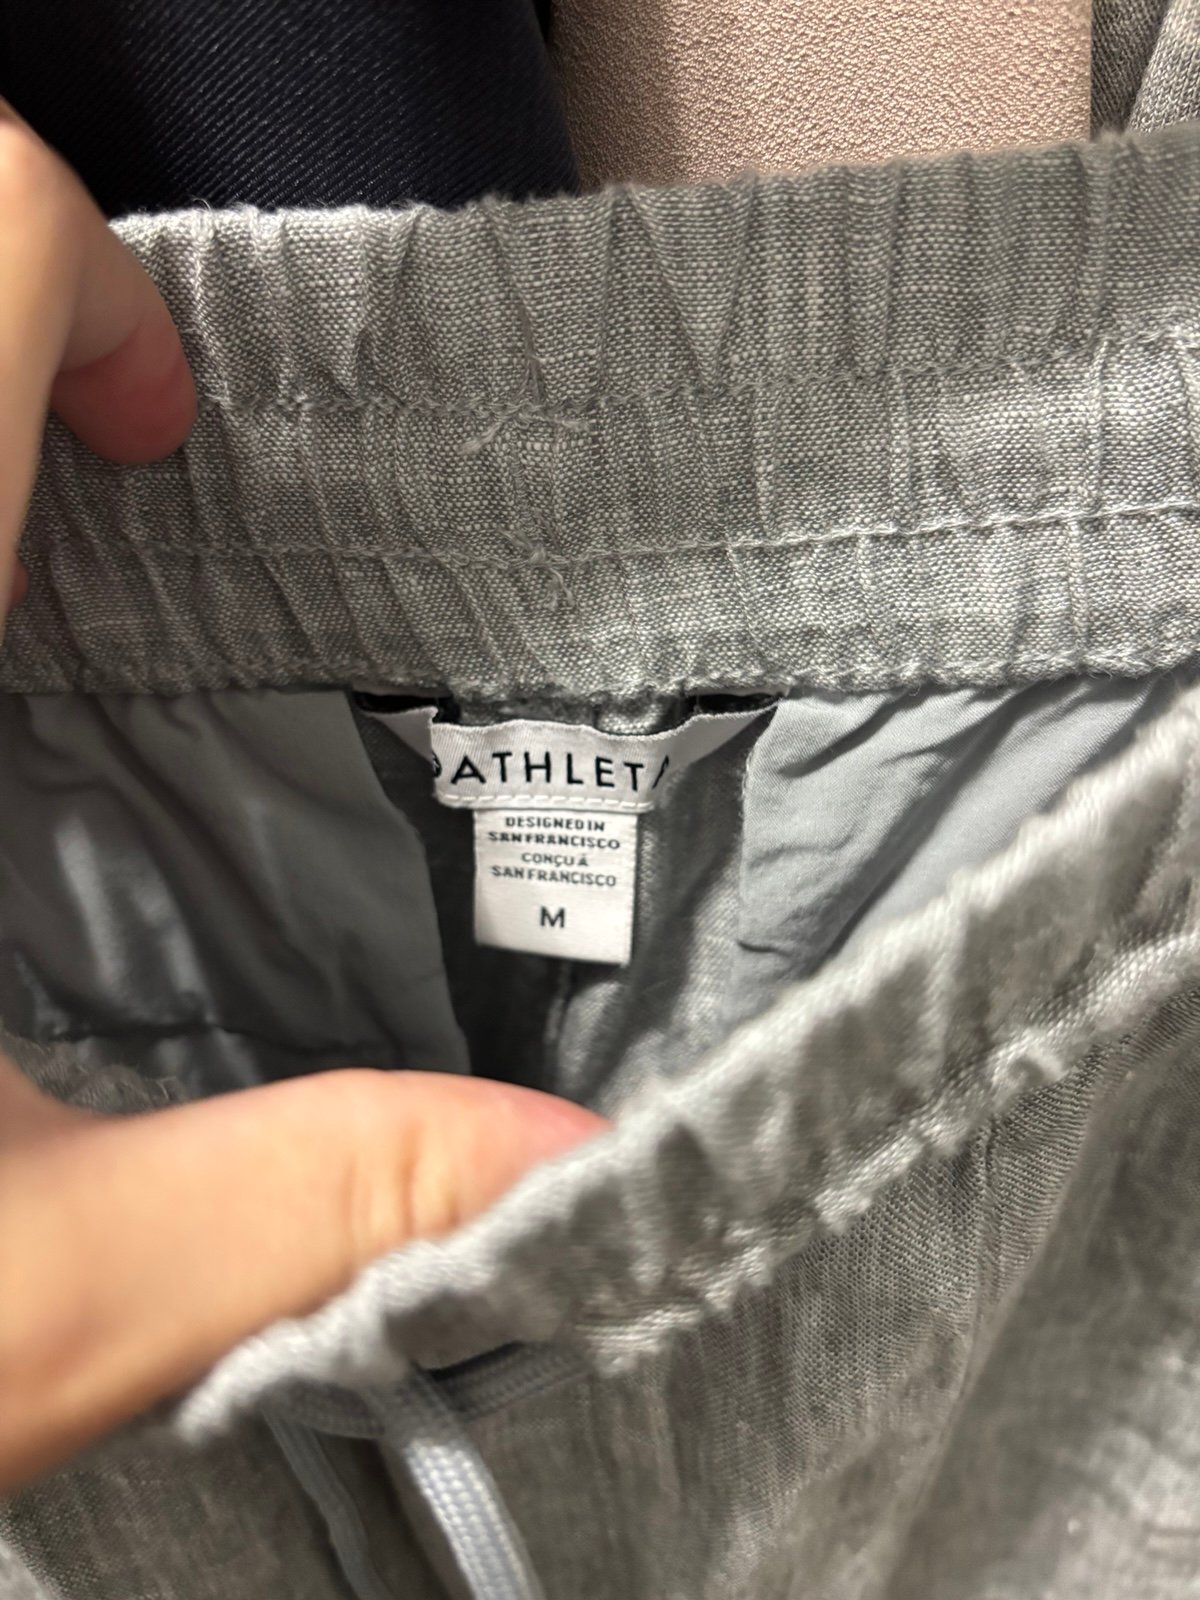 ATHLETA
DESIGNED IN
SAN FRANCISCO
CONÇU À
SAN FRANCISCO
M